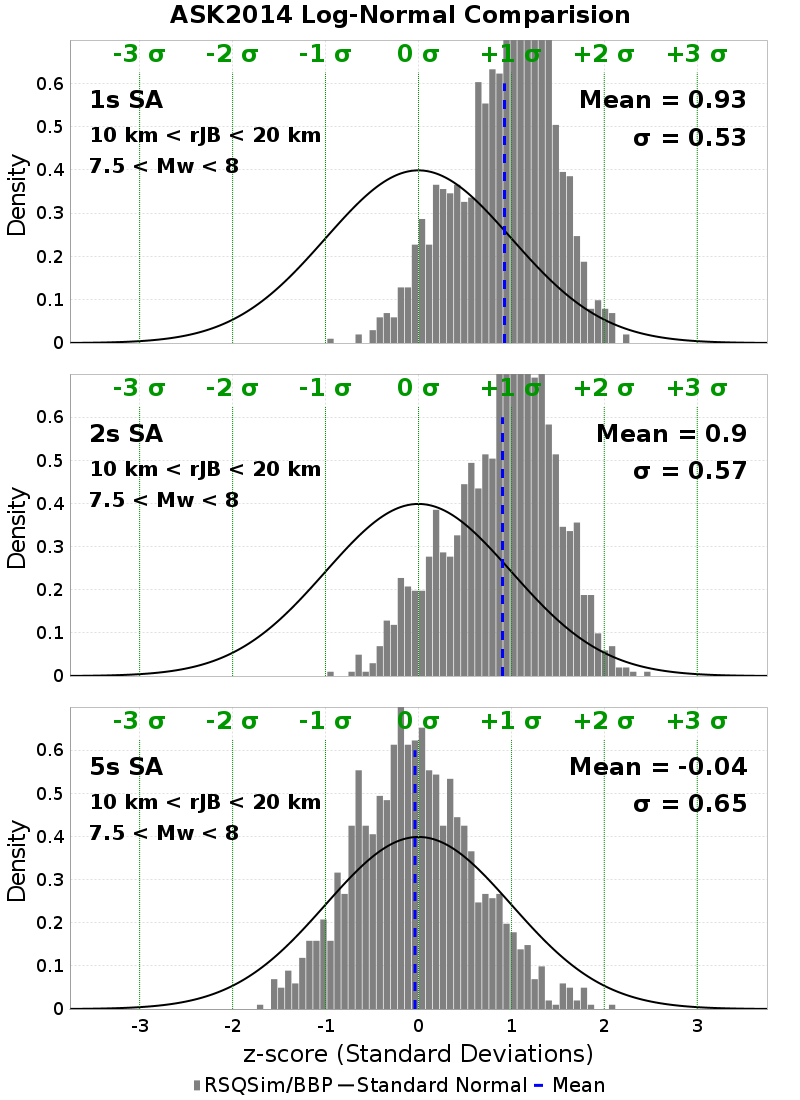 ASK2014 Log-Normal Comparision
-3 σ -2 σ -1 σ 0 σ +1 σ +2 σ +3 σ
1s SA
Mean = 0.93
10 km < rJB < 20 km
σ = 0.53
7.5 < Mw < 8
Density
0.6
0.5
0.4
0.3
0.2
0.1
0
-3 σ -2 σ -1 σ 0 σ +1 σ +2 σ +3 σ
2s SA
Mean = 0.9
10 km < rJB < 20 km
σ = 0.57
7.5 < Mw < 8
Density
0.6
0.5
0.4
0.3
0.2
0.1
0
-3 σ -2 σ -1 σ 0 σ +1 σ +2 σ +3 σ
5s SA
Mean = -0.04
10 km < rJB < 20 km
σ = 0.65
7.5 < Mw < 8
Density
0.6
0.5
0.4
0.3
0.2
0.1
0
-3 -2 -1 0 1 2 3
z-score (Standard Deviations)
RSQSim/BBP Standard Normal Mean